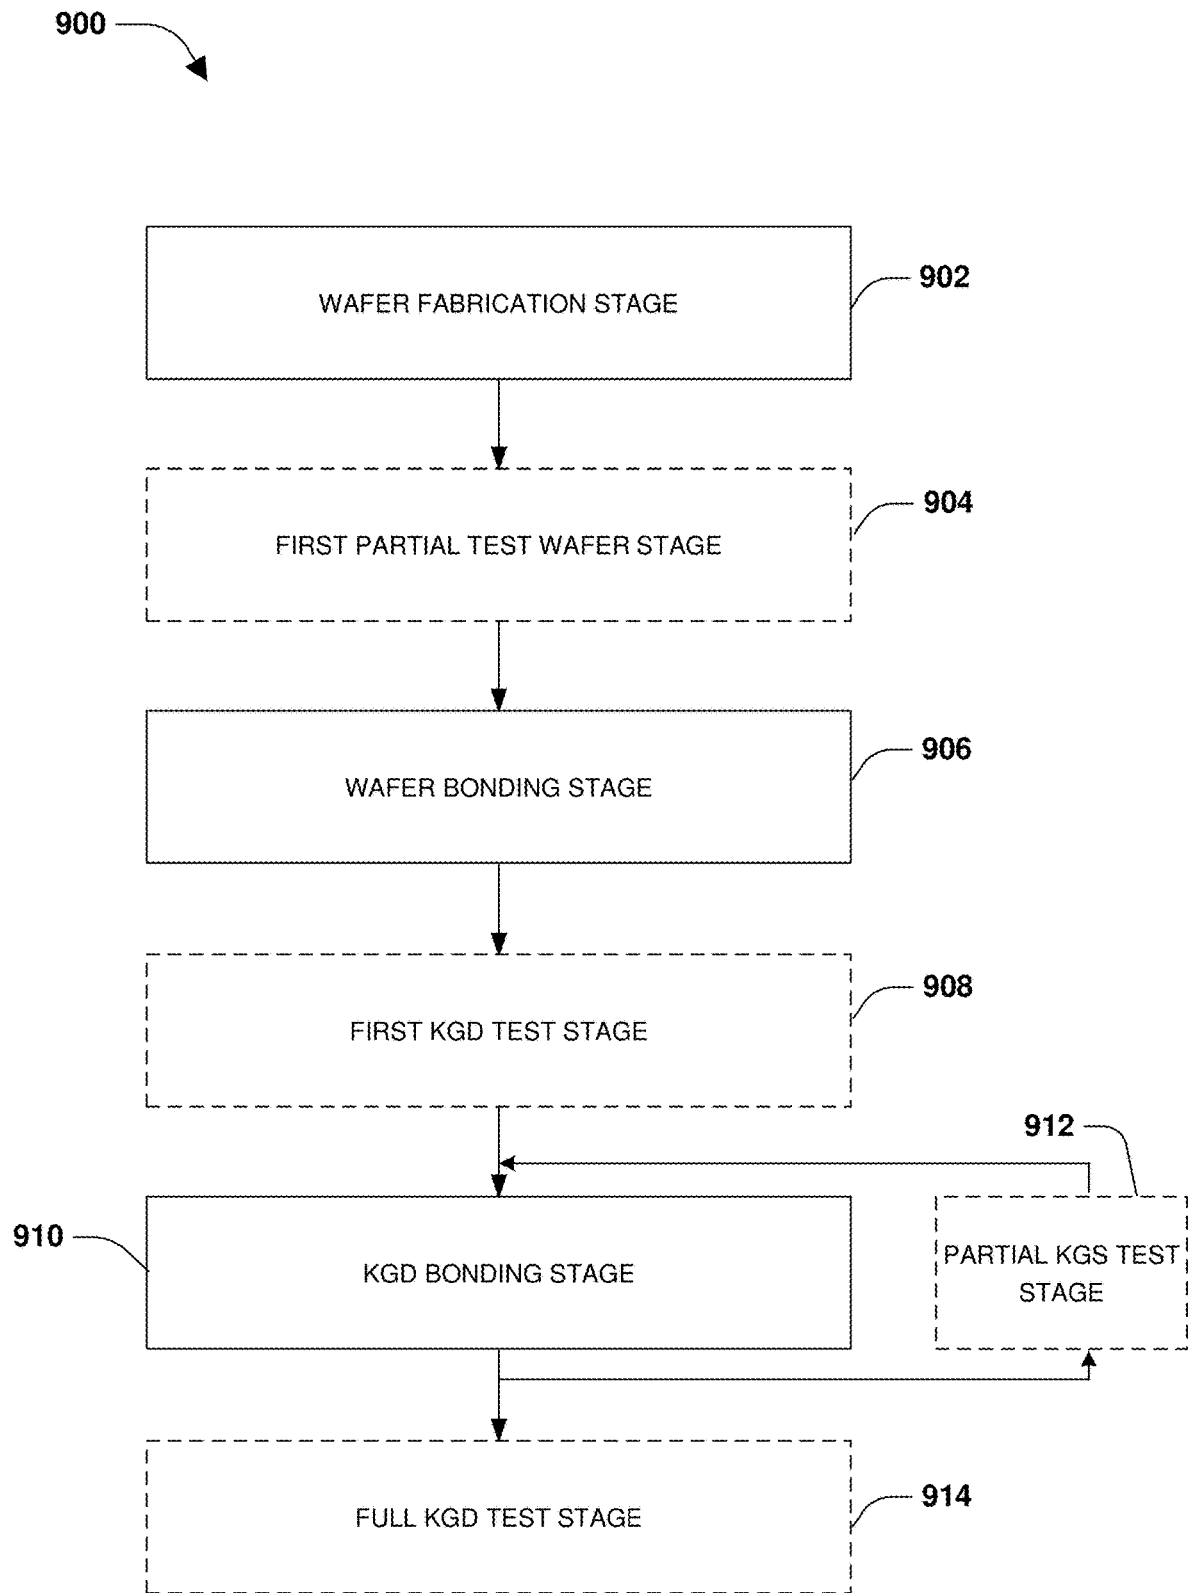 900
WAFER FABRICATION STAGE
902
FIRST PARTIAL TEST WAFER STAGE
904
WAFER BONDING STAGE
906
FIRST KGD TEST STAGE
908
912
910
KGD BONDING STAGE
PARTIAL KGS TEST
STAGE
FULL KGD TEST STAGE
914